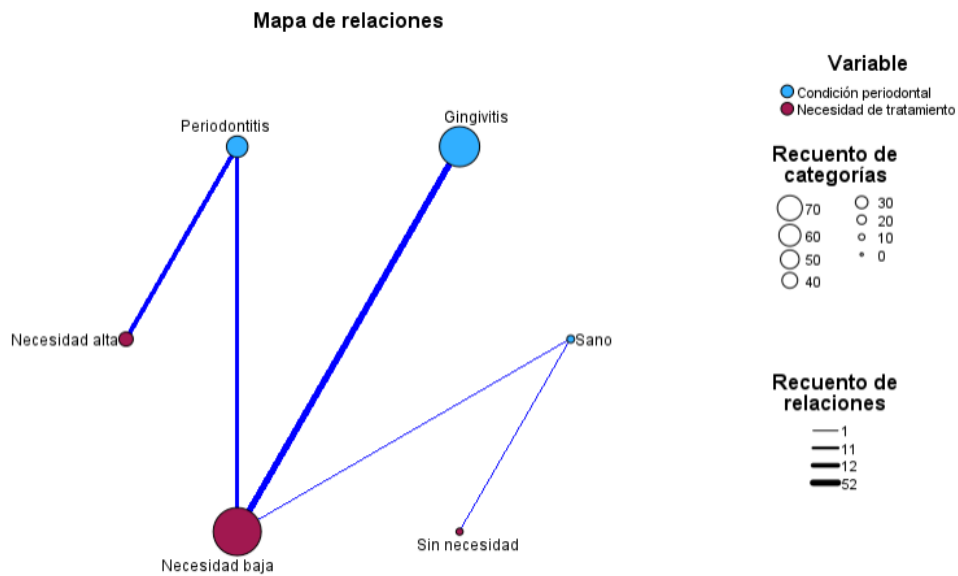 Mapa de relaciones
Periodontitis
Gingivitis
Necesidad alta
Sano
Necesidad baja
Sin necesidad
Variable
Condición periodontal
Necesidad de tratamiento
Recuento de
categorías
70
60
50
40
30
20
10
0
Recuento de
relaciones
1
11
12
52